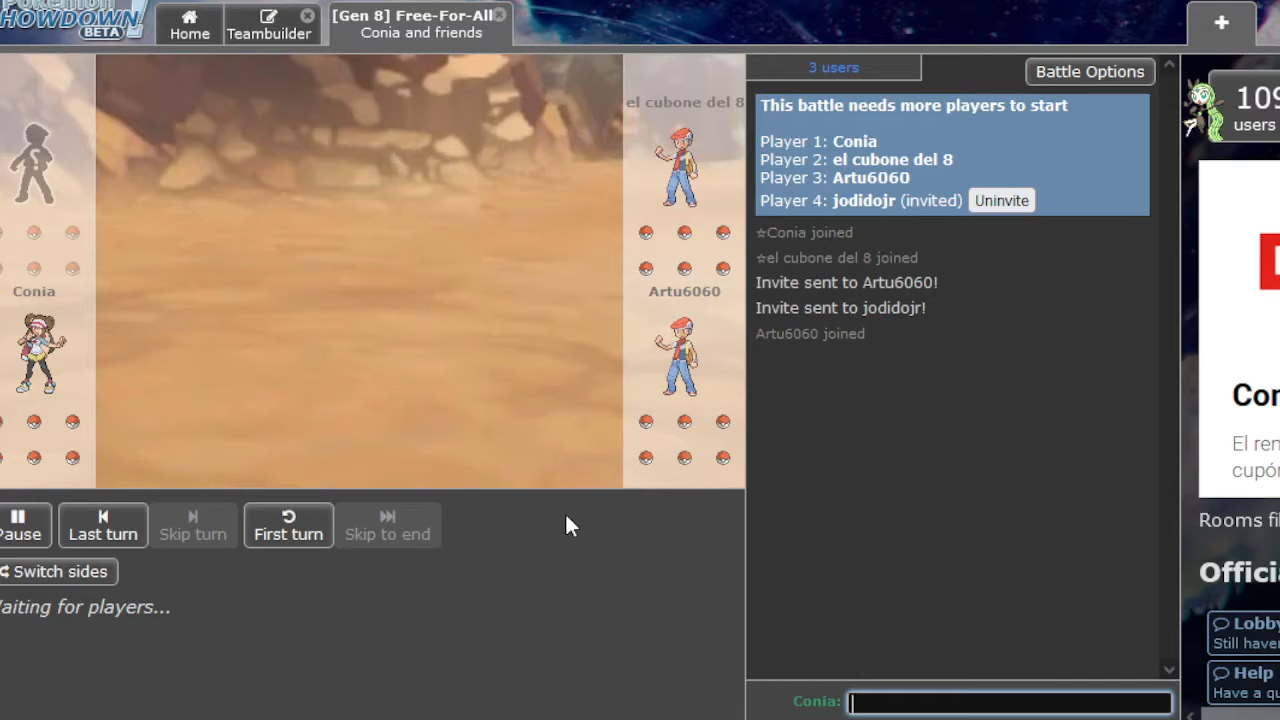 Pokémon
HOWDOWN!
BETA
Home
Teambuilder
[Gen 8] Free-For-All
Conia and friends
+
el cubone del 8
Conia
Artu6060
Pause
Last turn
Skip turn
First turn
Skip to end
Switch sides
aiting for players...
3 users
Battle Options
This battle needs more players to start
Player 1: Conia
Player 2: el cubone del 8
Player 3: Artu6060
Player 4: jodidojr (invited) Uninvite
☆Conia joined
☆el cubone del 8 joined
Invite sent to Artu6060!
Invite sent to jodidojr!
Artu6060 joined
Conia:
109
users
Con
El ren
cupón
Rooms fi
Officia
Lobby
Still haven
Help
Have a qu